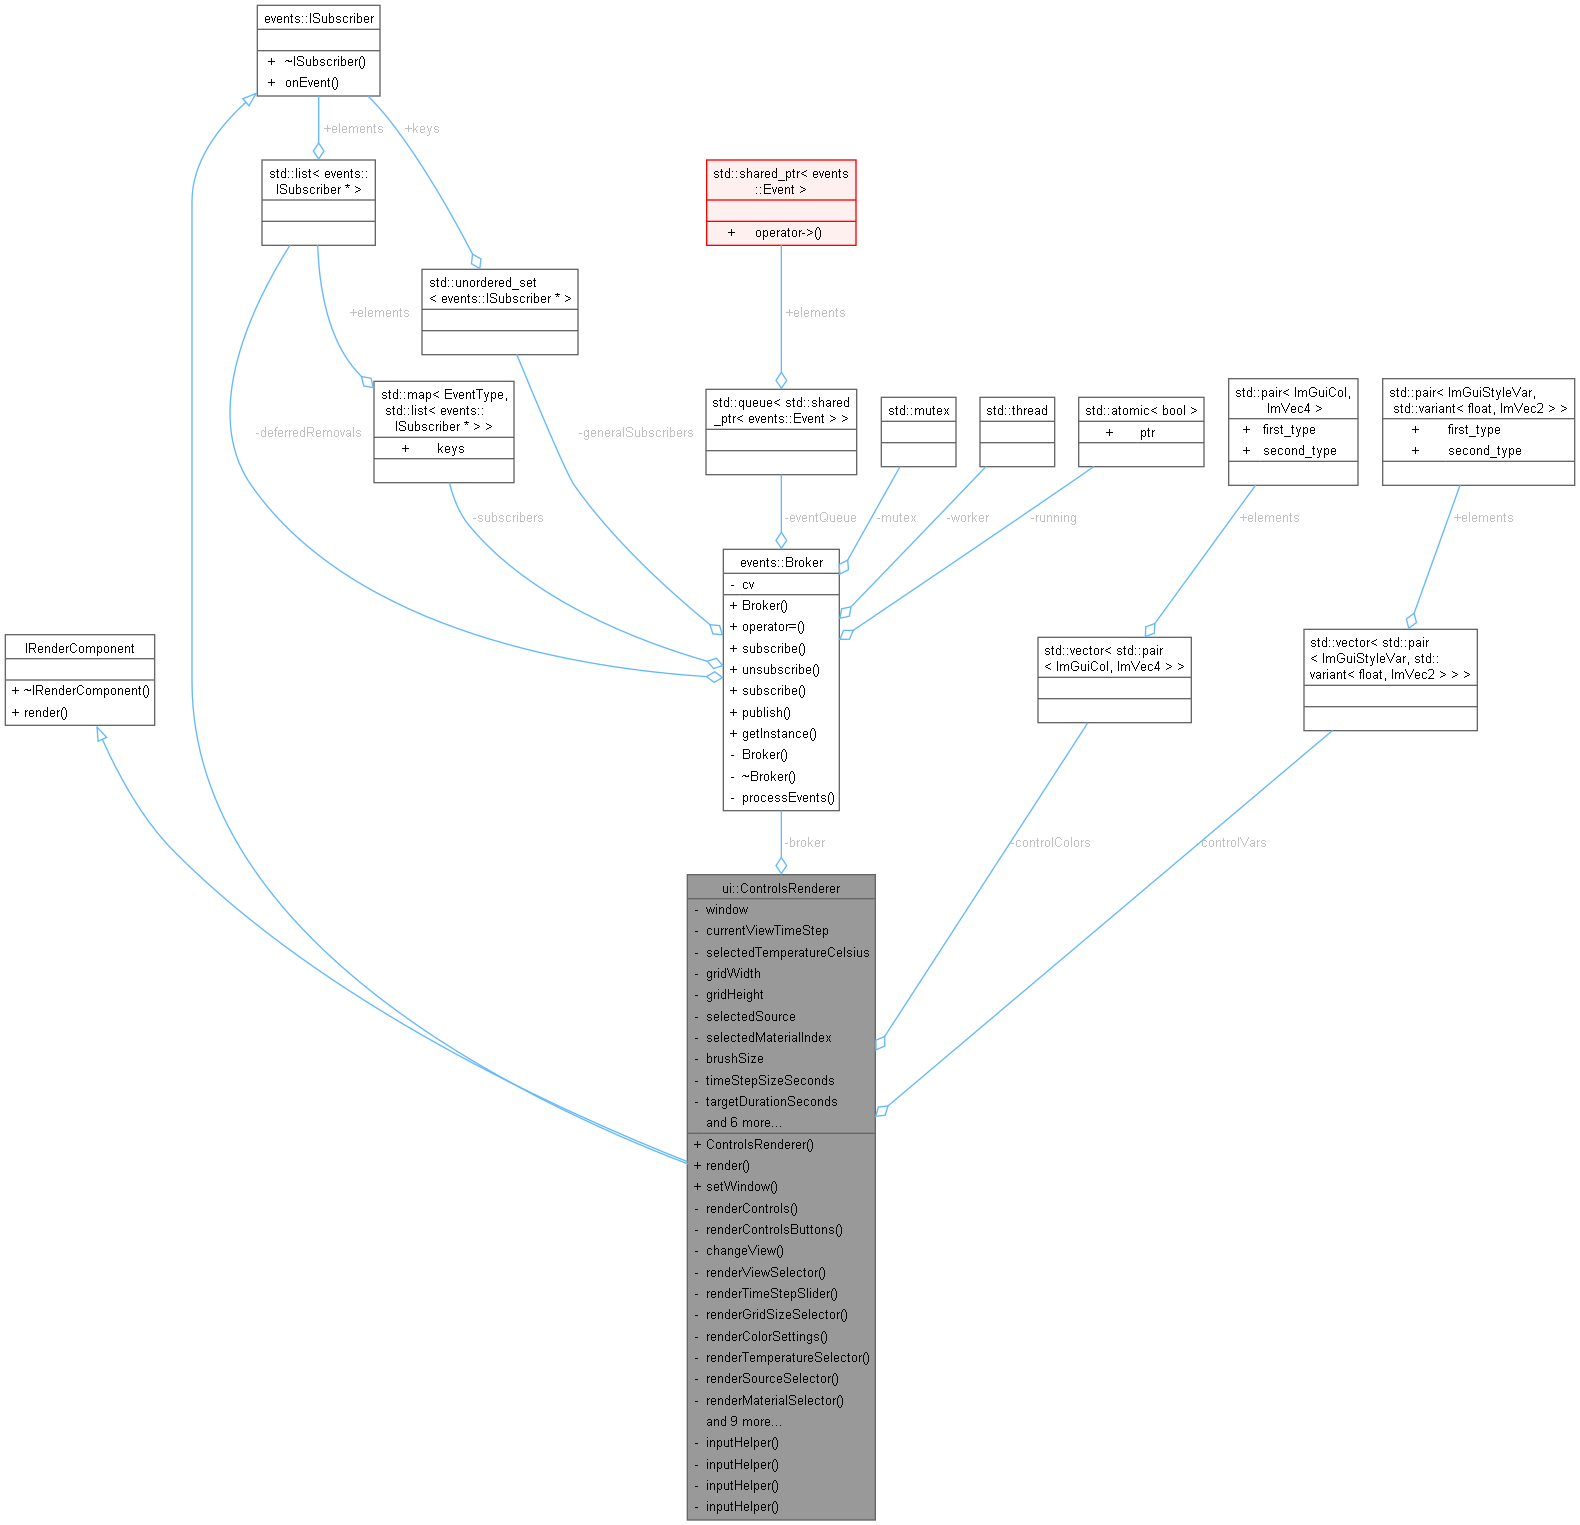 events::ISubscriber
+ ~ISubscriber()
+ onEvent()
+elements
+keys
std::list< events::
ISubscriber * >
std::shared_ptr< events
::Event >
+ operator->()
std::unordered_set
< events::ISubscriber * >
+elements
+elements
std::map< EventType,
std::list< events::
ISubscriber * > >
+ keys
std::queue< std::shared
_ptr< events::Event > >
std::mutex
std::thread
std::atomic< bool >
+ ptr
std::pair< ImGuiCol,
ImVec4 >
+ first_type
+ second_type
std::pair< ImGuiStyleVar,
std::variant< float, ImVec2 > >
+ first_type
+ second_type
-deferredRemovals
-generalSubscribers
-subscribers
-eventQueue
-mutex
-worker
-running
+elements
+elements
events::Broker
- cv
+ Broker()
+ operator=()
+ subscribe()
+ unsubscribe()
+ subscribe()
+ publish()
+ getInstance()
- Broker()
- ~Broker()
- processEvents()
IRenderComponent
+ ~IRenderComponent()
+ render()
std::vector< std::pair
< ImGuiCol, ImVec4 > >
std::vector< std::pair
< ImGuiStyleVar, std::
variant< float, ImVec2 > > >
-broker
-controlColors
-controlVars
ui::ControlsRenderer
- window
- currentViewTimeStep
- selectedTemperatureCelsius
- gridWidth
- gridHeight
- selectedSource
- selectedMaterialIndex
- brushSize
- timeStepSizeSeconds
- targetDurationSeconds
and 6 more...
+ ControlsRenderer()
+ render()
+ setWindow()
- renderControls()
- renderControlsButtons()
- changeView()
- renderViewSelector()
- renderTimeStepSlider()
- renderGridSizeSelector()
- renderColorSettings()
- renderTemperatureSelector()
- renderSourceSelector()
- renderMaterialSelector()
and 9 more...
- inputHelper()
- inputHelper()
- inputHelper()
- inputHelper()